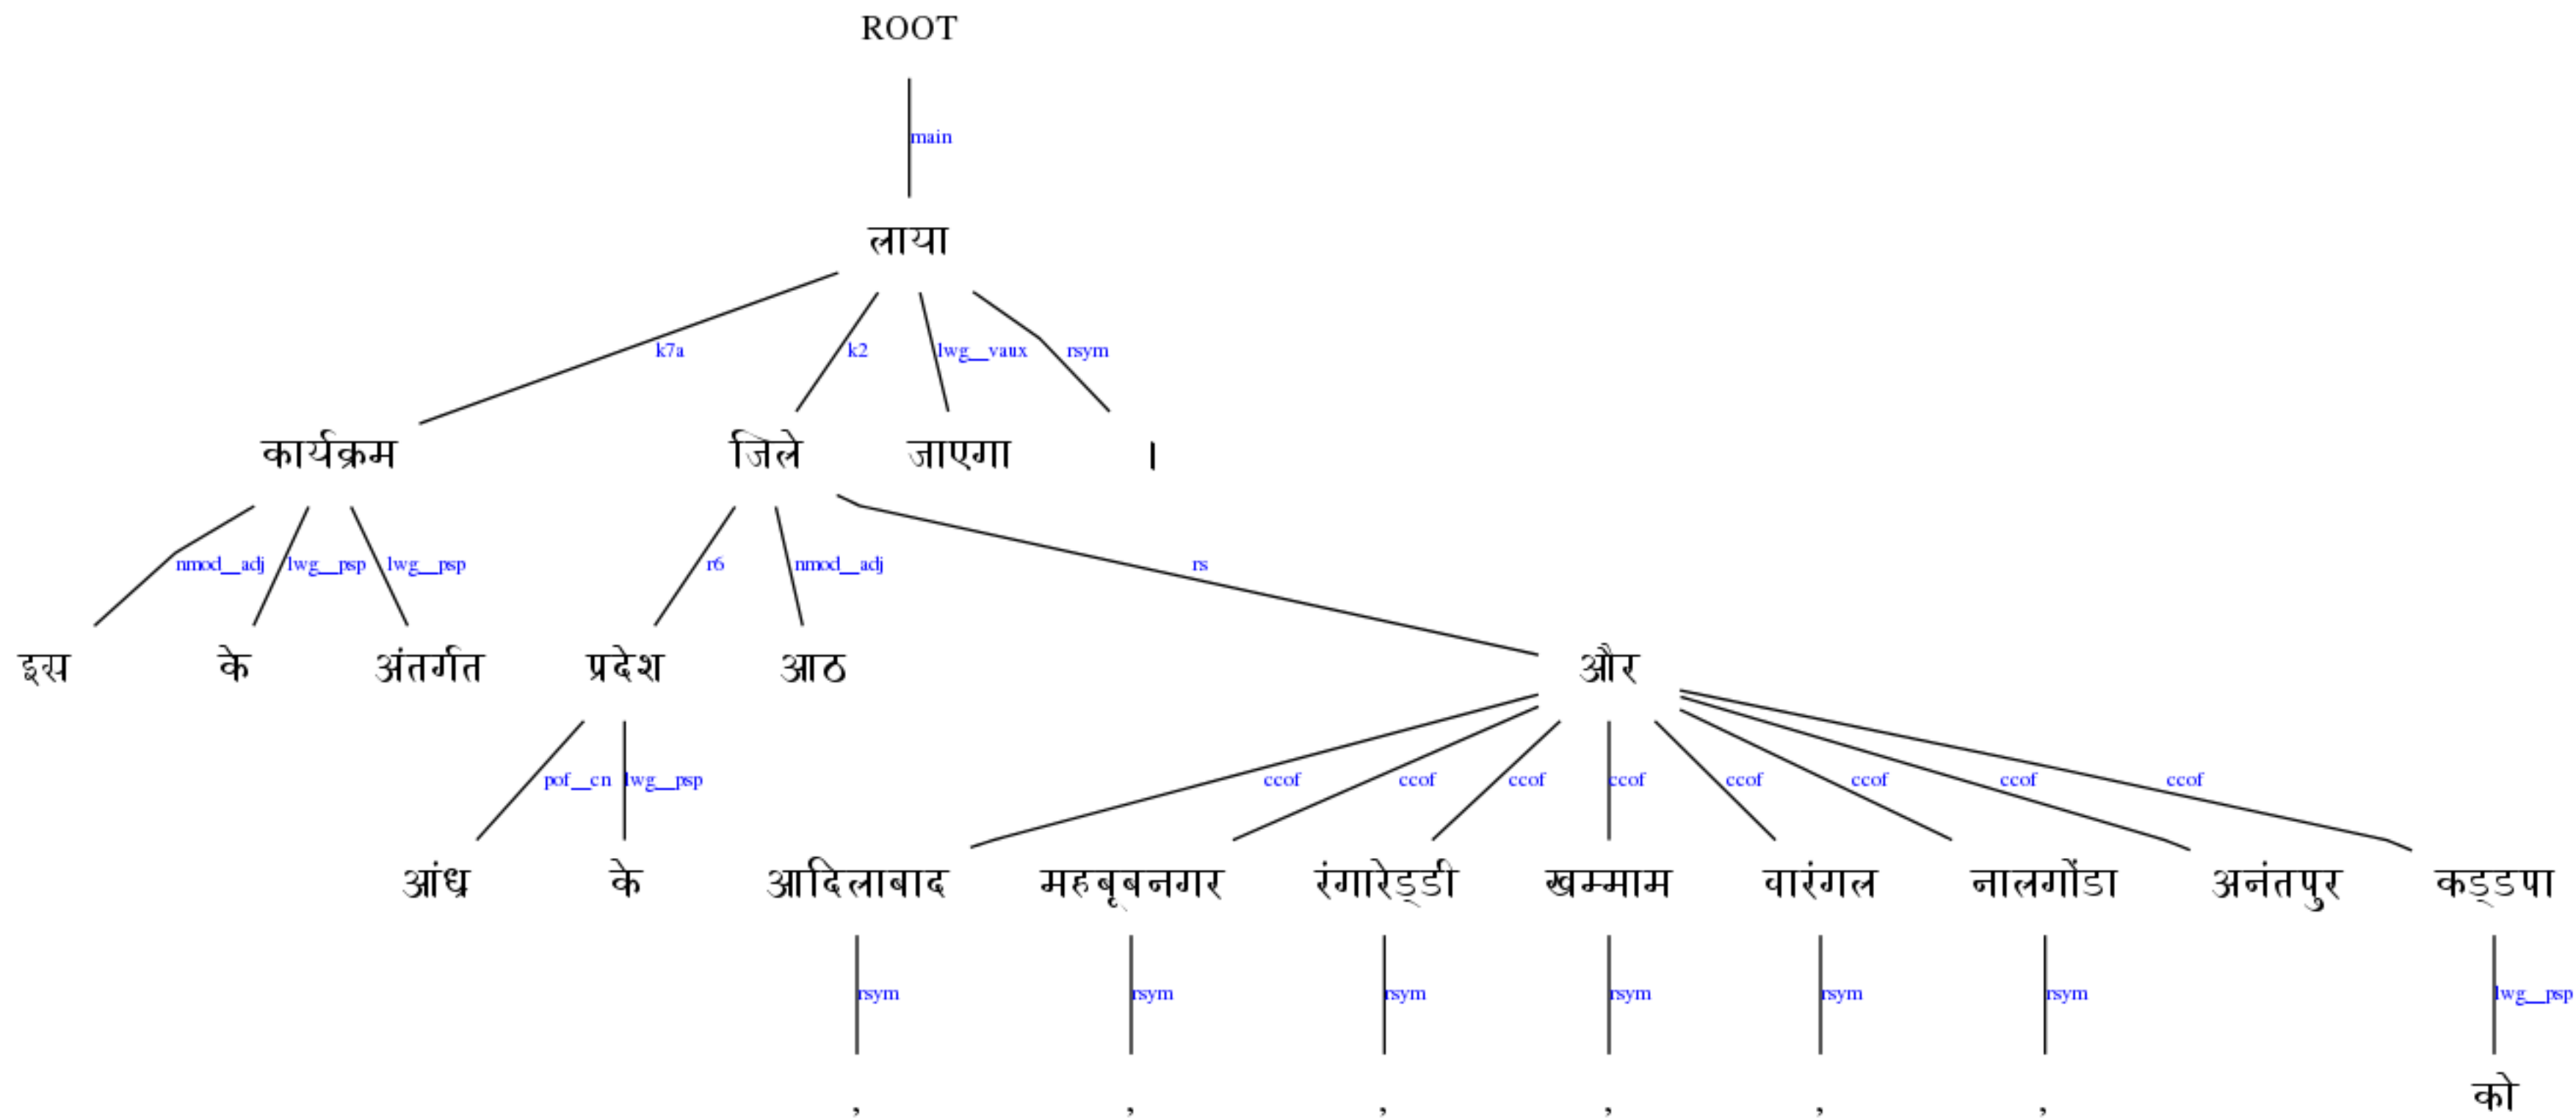 ROOT
main
लाया
k7a k2 lwg__vaux rsym
कार्यक्रम जिले जाएगा ।
nmod__adj lwg__psp lwg__psp r6 nmod__adj rs
इस के अंतर्गत प्रदेश आठ और
pof__cn lwg__psp ccof ccof ccof ccof ccof ccof ccof ccof
आंध्र के आदिलाबाद महबूबनगर रंगारेड्डी खम्माम वारंगल नालगोंडा अनंतपुर कड्डपा
rsym rsym rsym rsym rsym rsym lwg__psp
, , , , , , को